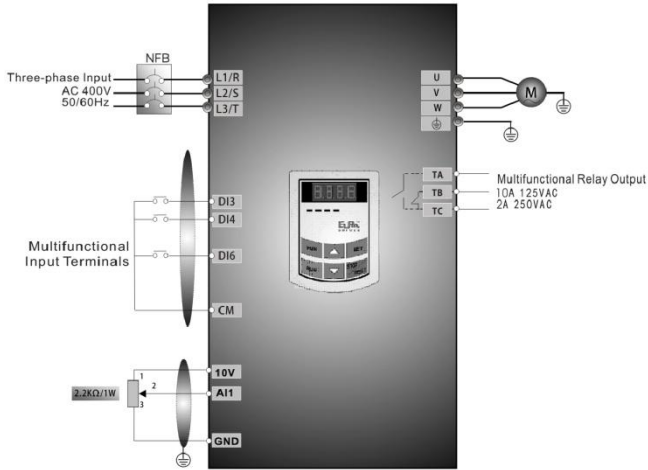 NFB
Three-phase Input
AC 400V
50/60Hz
L1/R
L2/S
L3/T
U
V
W
M
TA
TB
TC
Multifunctional Relay Output
10A 125VAC
2A 250VAC
DI3
DI4
DI6
CM
Multifunctional
Input Terminals
10V
AI1
GND
1
2
3
2.2KΩ/1W
RUN